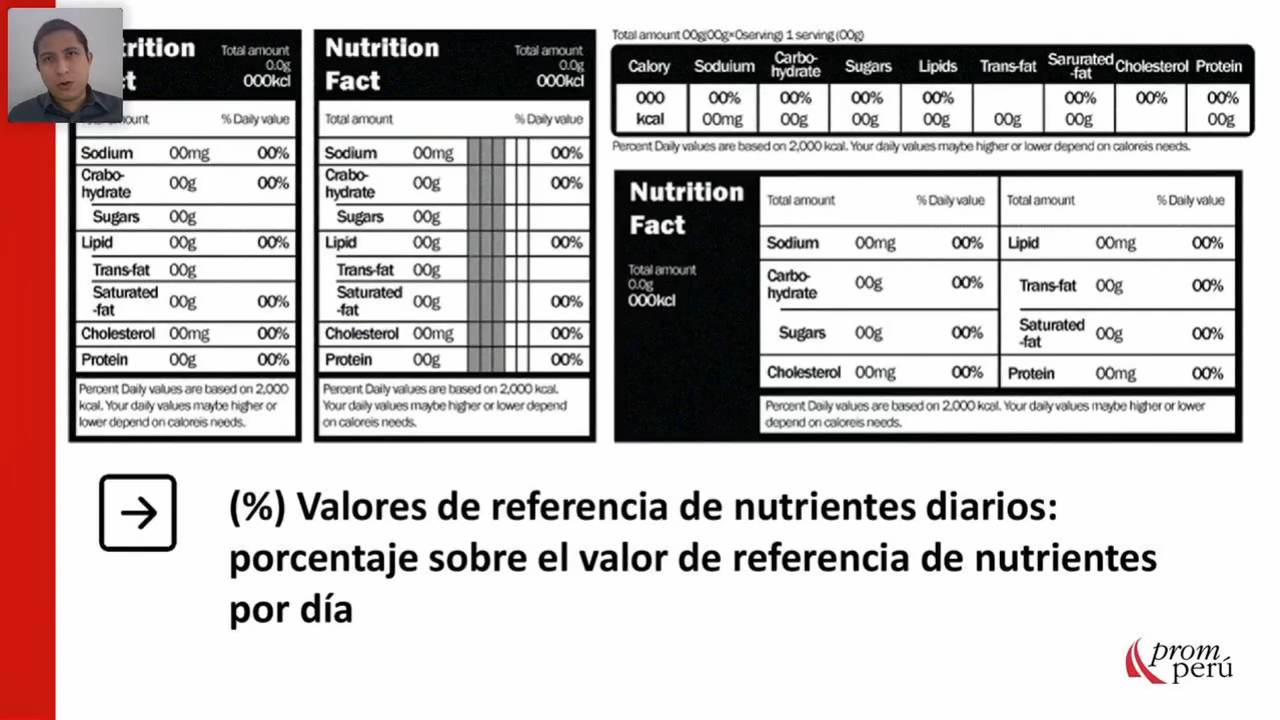 trition
ct
Total amount
0.0g
000kcl
mount % Daily value
Sodium 00mg 00%
Crabo-
hydrate 00g 00%
Sugars 00g
Lipid 00g 00%
Trans-fat 00g
Saturated
-fat 00g 00%
Cholesterol 00mg 00%
Protein 00g 00%
Percent Daily values are based on 2,000
kcal. Your daily values maybe higher or
lower depend on caloreis needs.
Nutrition
Fact
Total amount
0.0g
000kcl
Total amount % Daily value
Sodium 00mg 00%
Crabo-
hydrate 00g 00%
Sugars 00g
Lipid 00g 00%
Trans-fat 00g
Saturated
-fat 00g 00%
Cholesterol 00mg 00%
Protein 00g 00%
Percent Daily values are based on 2,000 kcal.
Your daily values maybe higher or lower depend
on caloreis needs.
Total amount 00g(00g×0serving) 1 serving (00g)
Calory Soduium Carbo-hydrate Sugars Lipids Trans-fat Sarurated-fat Cholesterol Protein
000 00% 00% 00% 00% 00% 00% 00%
kcal 00mg 00g 00g 00g 00g 00g 00g
Percent Daily values are based on 2,000 kcal. Your daily values maybe higher or lower depend on caloreis needs.
Nutrition
Fact
Total amount
0.0g
000kcl
Total amount % Daily value Total amount % Daily value
Sodium 00mg 00% Lipid 00mg 00%
Carbo-
hydrate 00g 00% Trans-fat 00g 00%
Sugars 00g 00% Saturated
-fat 00g 00%
Cholesterol 00mg 00% Protein 00mg 00%
Percent Daily values are based on 2,000 kcal. Your daily values maybe higher or lower
depend on caloreis needs.
(%) Valores de referencia de nutrientes diarios:
porcentaje sobre el valor de referencia de nutrientes
por día
prom
perú